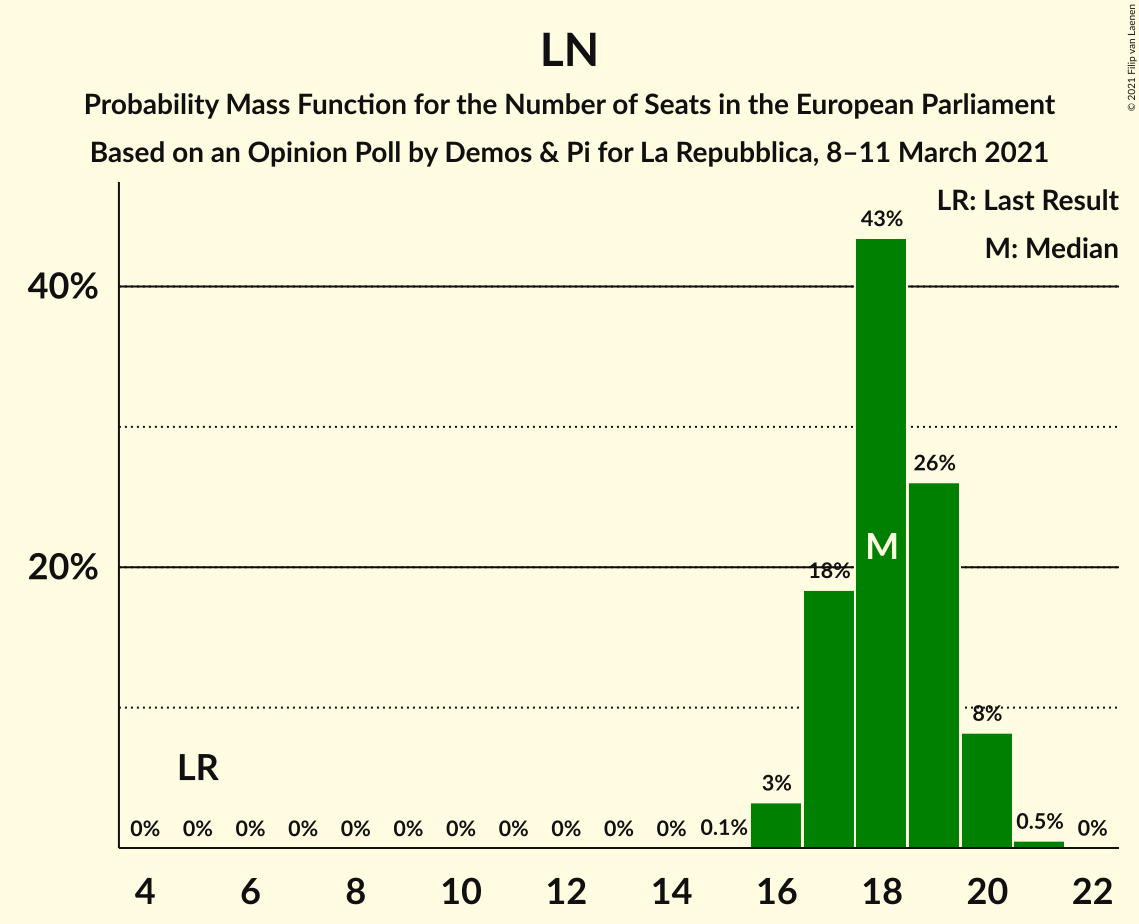 LN
Probability Mass Function for the Number of Seats in the European Parliament
Based on an Opinion Poll by Demos & Pi for La Repubblica, 8–11 March 2021
© 2021 Filip van Laenen
LR: Last Result
M: Median
43%
40%
26%
M
20%
18%
8%
LR
3%
0% 0% 0% 0% 0% 0% 0% 0% 0% 0% 0% 0.1% 0.5% 0%
4 6 8 10 12 14 16 18 20 22